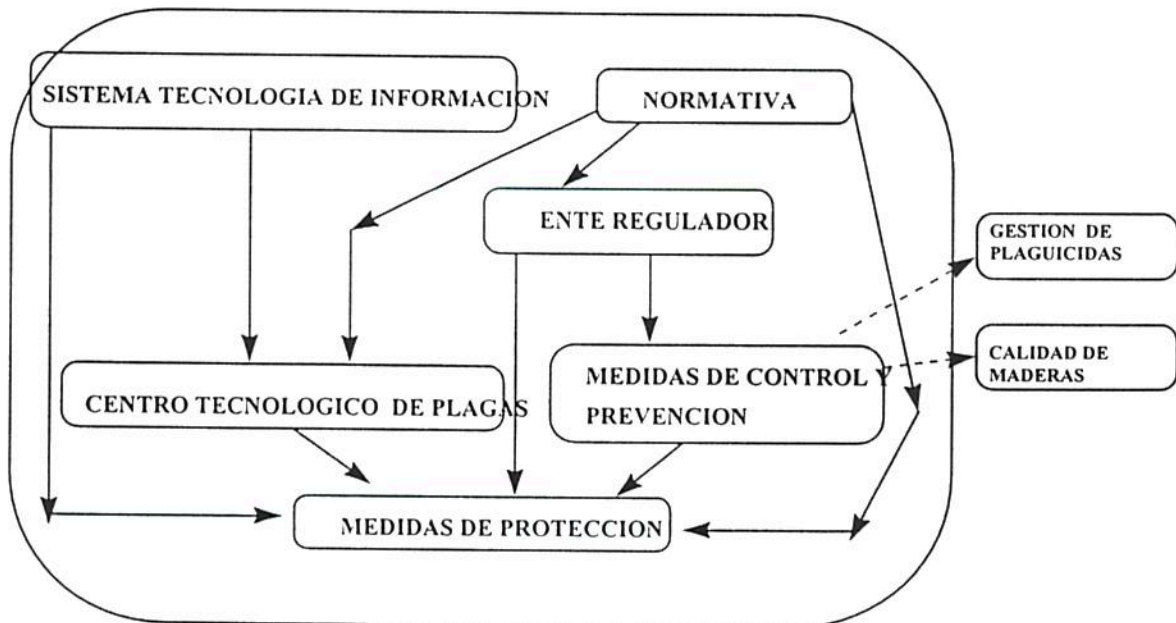 SISTEMA TECNOLOGIA DE INFORMACION
NORMATIVA
ENTE REGULADOR
GESTION DE
PLAGUICIDAS
CENTRO TECNOLOGICO DE PLAGAS
MEDIDAS DE CONTROL Y
PREVENCION
CALIDAD DE
MADERAS
MEDIDAS DE PROTECCION